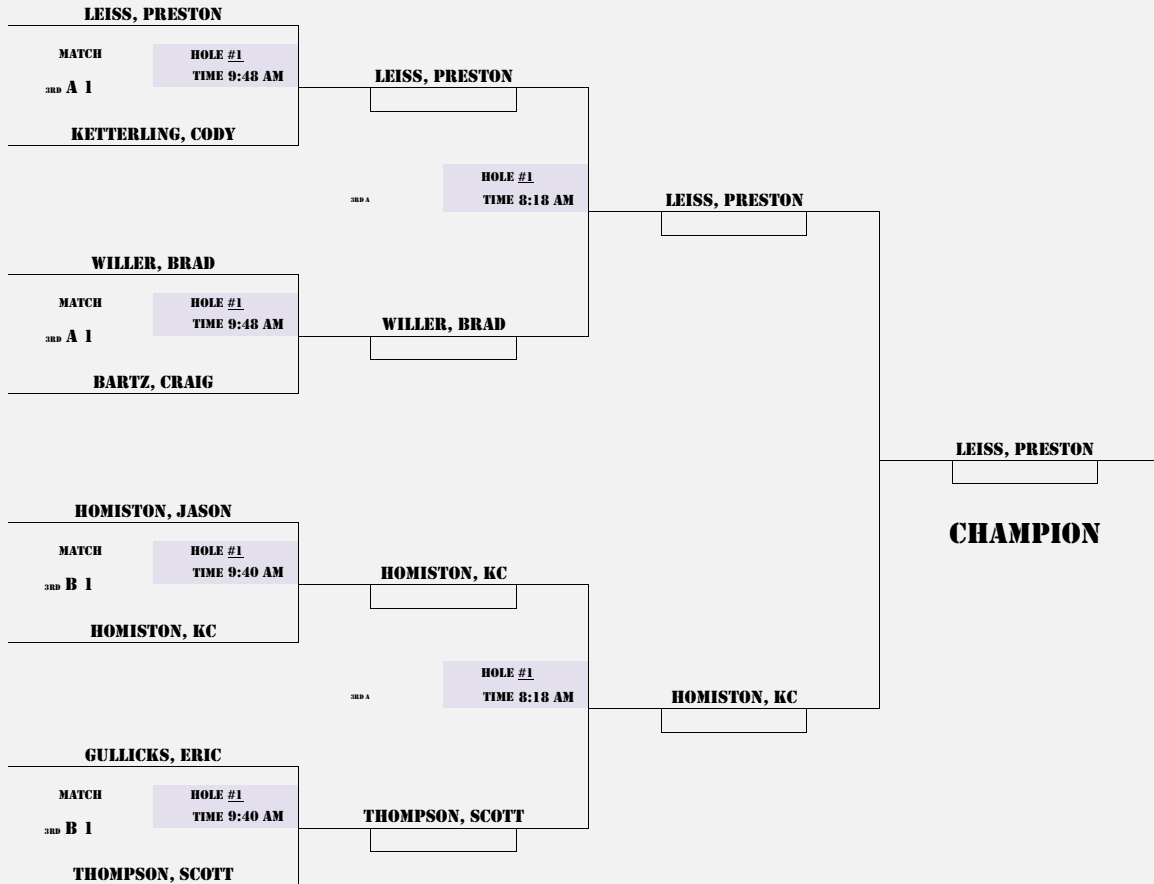 LEISS, PRESTON
MATCH
HOLE #1
TIME 9:48 AM
3RD A 1
LEISS, PRESTON
KETTERLING, CODY
HOLE #1
3RD A
TIME 8:18 AM
LEISS, PRESTON
WILLER, BRAD
MATCH
HOLE #1
TIME 9:48 AM
3RD A 1
WILLER, BRAD
BARTZ, CRAIG
LEISS, PRESTON
CHAMPION
HOMISTON, JASON
MATCH
HOLE #1
TIME 9:40 AM
3RD B 1
HOMISTON, KC
HOMISTON, KC
HOLE #1
3RD A
TIME 8:18 AM
HOMISTON, KC
GULLICKS, ERIC
MATCH
HOLE #1
TIME 9:40 AM
3RD B 1
THOMPSON, SCOTT
THOMPSON, SCOTT